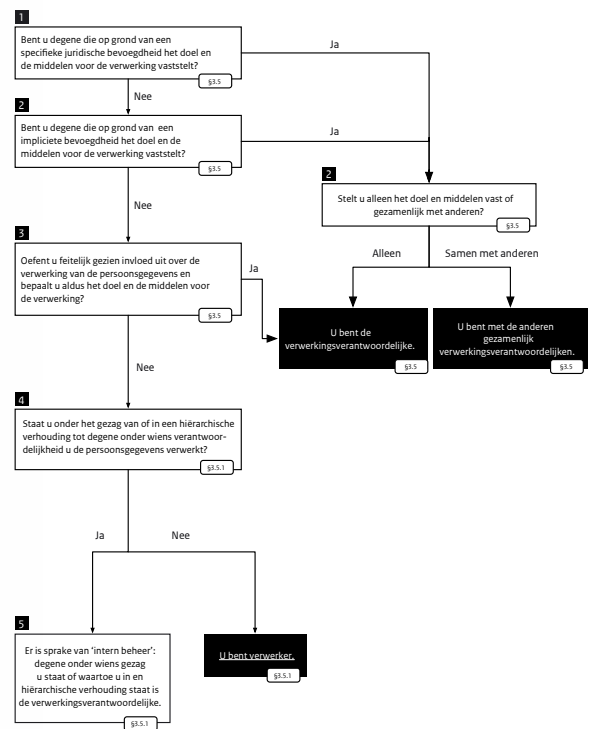 1
Bent u degene die op grond van een
specifieke juridische bevoegdheid het doel en
de middelen voor de verwerking vaststelt?
§3.5
Ja
Nee
2
Bent u degene die op grond van een
impliciete bevoegdheid het doel en de
middelen voor de verwerking vaststelt?
§3.5
Ja
Nee
2
Stelt u alleen het doel en middelen vast of
gezamenlijk met anderen?
§3.5
Alleen
Samen met anderen
3
Oefent u feitelijk gezien invloed uit over de
verwerking van de persoonsgegevens en
bepaalt u aldus het doel en de middelen voor
de verwerking?
§3.5
Ja
Nee
U bent de
verwerkingsverantwoordelijke.
§3.5
U bent met de anderen
gezamenlijk
verwerkingsverantwoordelijken.
§3.5
4
Staat u onder het gezag van of in een hiërarchische
verhouding tot degene onder wiens verantwoor-
delijkheid u de persoonsgegevens verwerkt?
§3.5.1
Ja
Nee
5
Er is sprake van ‘intern beheer’:
degene onder wiens gezag
u staat of waartoe u in en
hiërarchische verhouding staat is
de verwerkingsverantwoordelijke.
§3.5.1
U bent verwerker.
§3.5.1